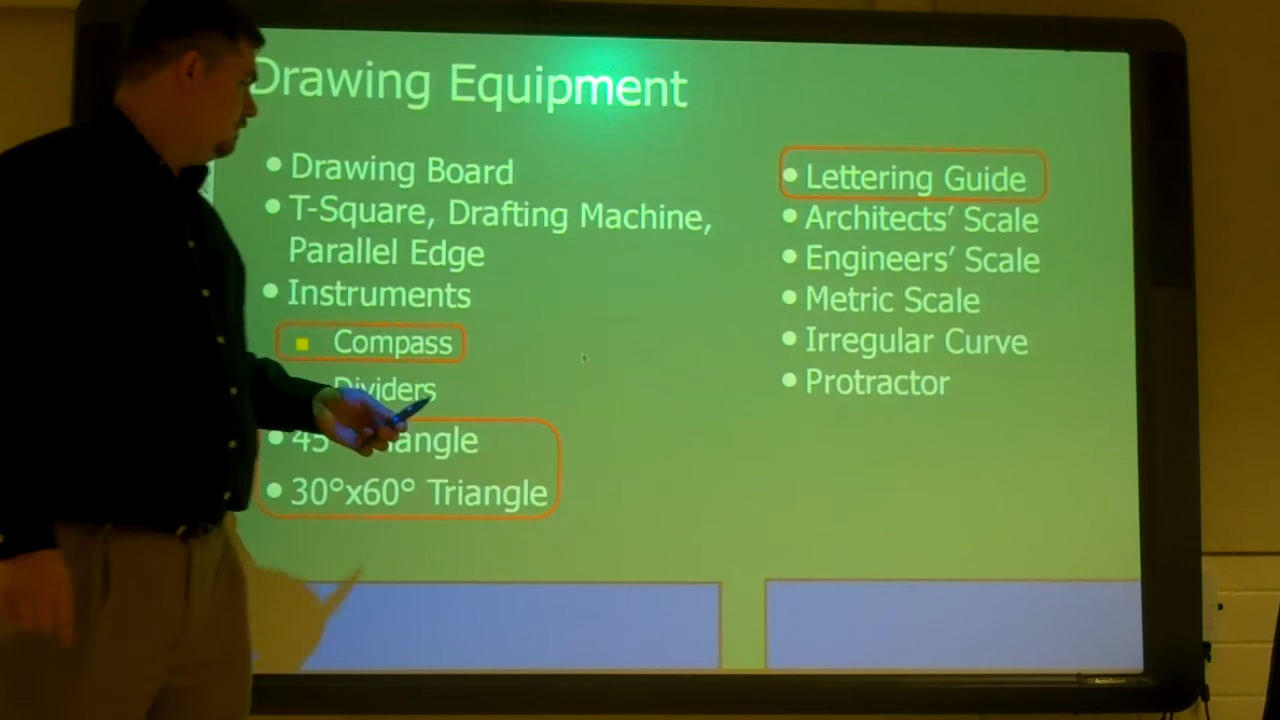 Drawing Equipment
• Drawing Board
• T-Square, Drafting Machine,
Parallel Edge
• Instruments
Compass
Dividers
• 45
• 30°x60° Triangle
• Lettering Guide
• Architects’ Scale
• Engineers’ Scale
• Metric Scale
• Irregular Curve
• Protractor